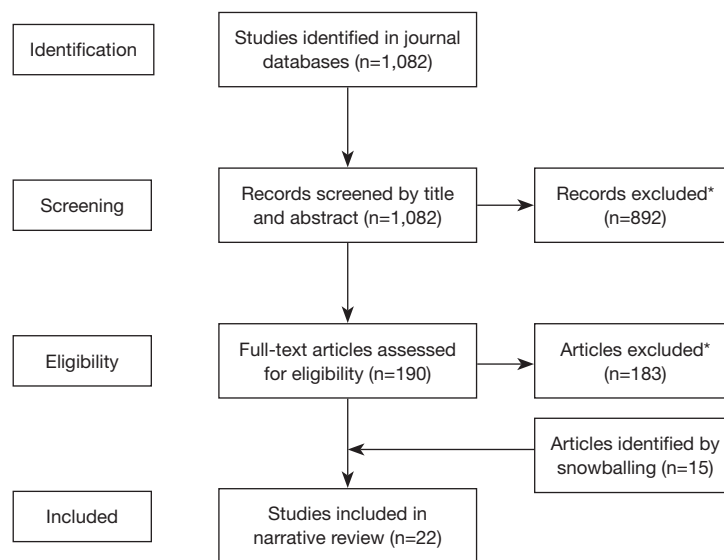 Identification
Studies identified in journal
databases (n=1,082)
Screening
Records screened by title
and abstract (n=1,082)
Records excluded*
(n=892)
Eligibility
Full-text articles assessed
for eligibility (n=190)
Articles excluded*
(n=183)
Articles identified by
snowballing (n=15)
Included
Studies included in
narrative review (n=22)